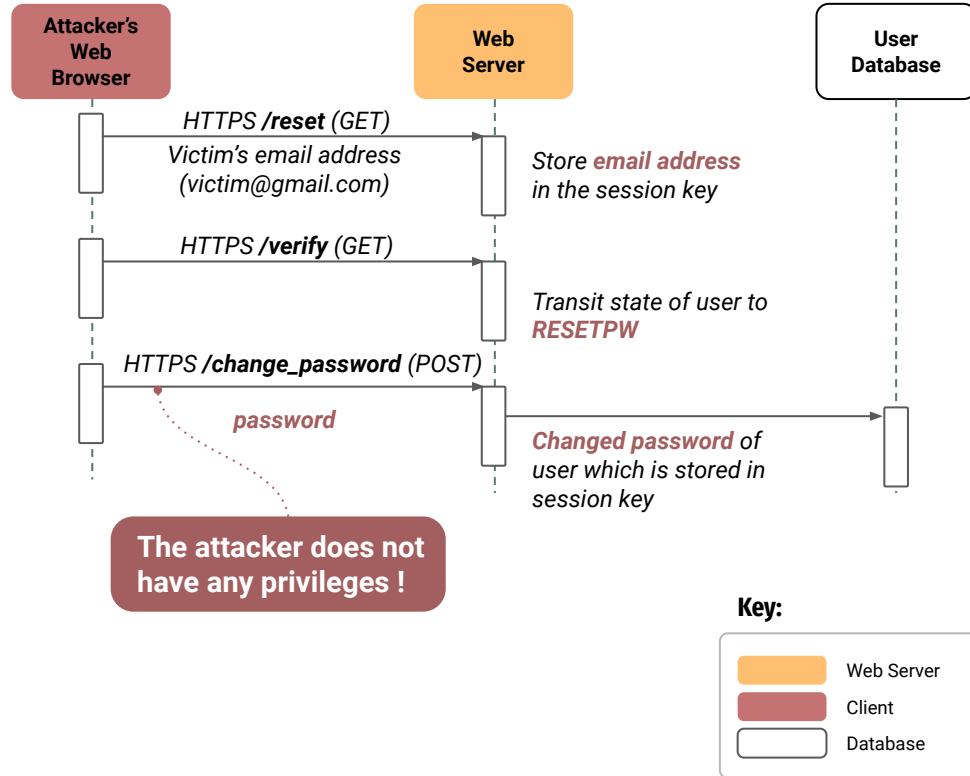 Attacker's
Web
Browser
Web
Server
User
Database
HTTPS /reset (GET)
Victim's email address
(victim@gmail.com)
Store email address
in the session key
HTTPS /verify (GET)
Transit state of user to
RESETPW
HTTPS /change_password (POST)
password
Changed password of
user which is stored in
session key
The attacker does not
have any privileges !
Key:
Web Server
Client
Database